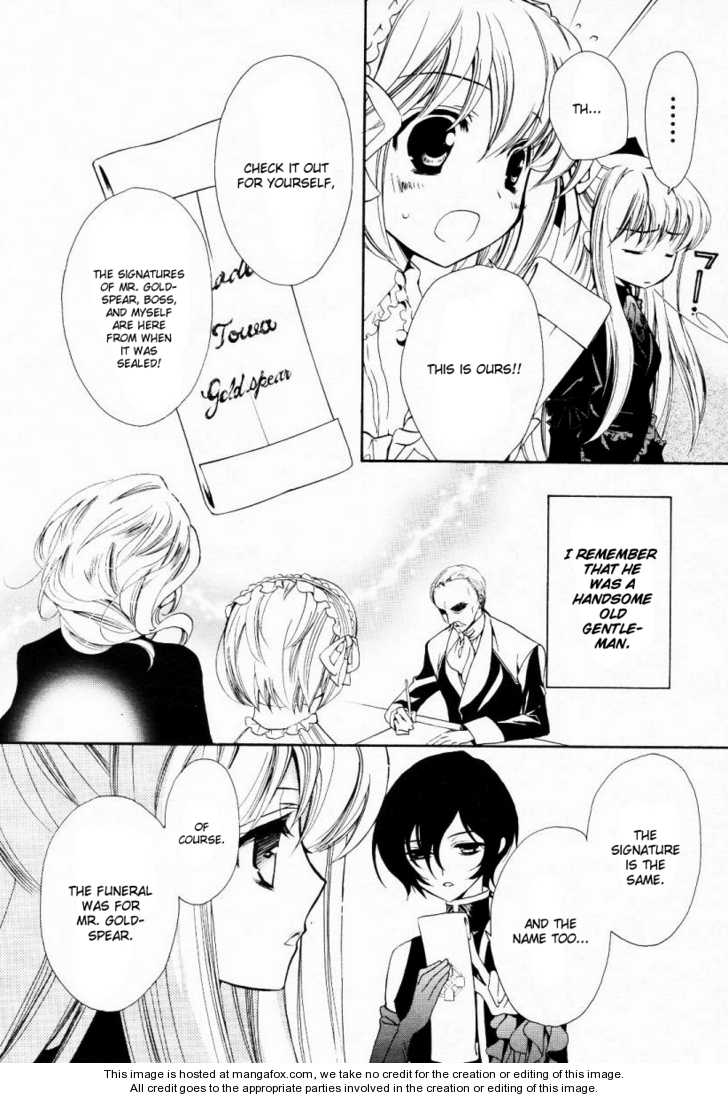 .......
TH...
THIS IS OURS!!
フー!
CHECK IT OUT
FOR YOURSELF,
THE SIGNATURES
OF MR. GOLD-
SPEAR, BOSS,
AND MYSELF
ARE HERE
FROM WHEN
IT WAS
SEALED!
Towa
Goldspear
I REMEMBER
THAT HE
WAS A
HANDSOME
OLD
GENTLE-
MAN.
THE
SIGNATURE
IS THE
SAME.
AND THE
NAME TOO...
OF
COURSE.
THE FUNERAL
WAS FOR
MR. GOLD-
SPEAR.
This image is hosted at mangafox.com, we take no credit for the creation or editing of this image.
All credit goes to the appropriate parties involved in the creation or editing of this image.